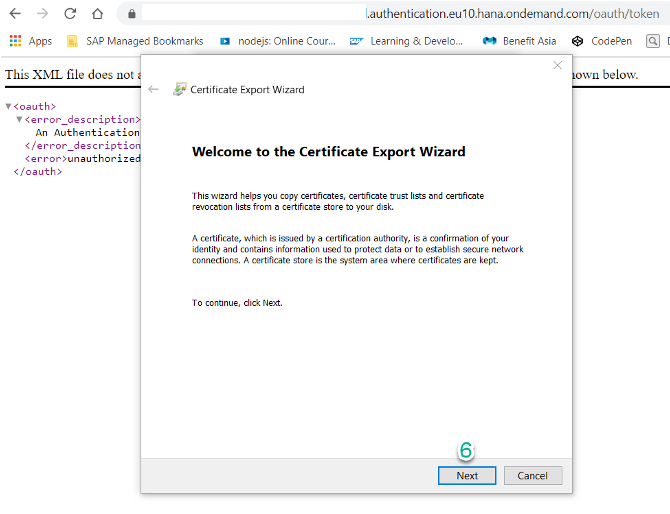 .authentication.eu10.hana.ondemand.com/oauth/token
Apps SAP Managed Bookmarks nodejs: Online Cour... Learning & Develo... Benefit Asia CodePen
This XML file does not a
own below.
Certificate Export Wizard
<oauth>
<error_description>
An Authentication
</error_description
<error>unauthorized
</oauth>
Welcome to the Certificate Export Wizard
This wizard helps you copy certificates, certificate trust lists and certificate
revocation lists from a certificate store to your disk.
A certificate, which is issued by a certification authority, is a confirmation of your
identity and contains information used to protect data or to establish secure network
connections. A certificate store is the system area where certificates are kept.
To continue, click Next.
6
Next Cancel